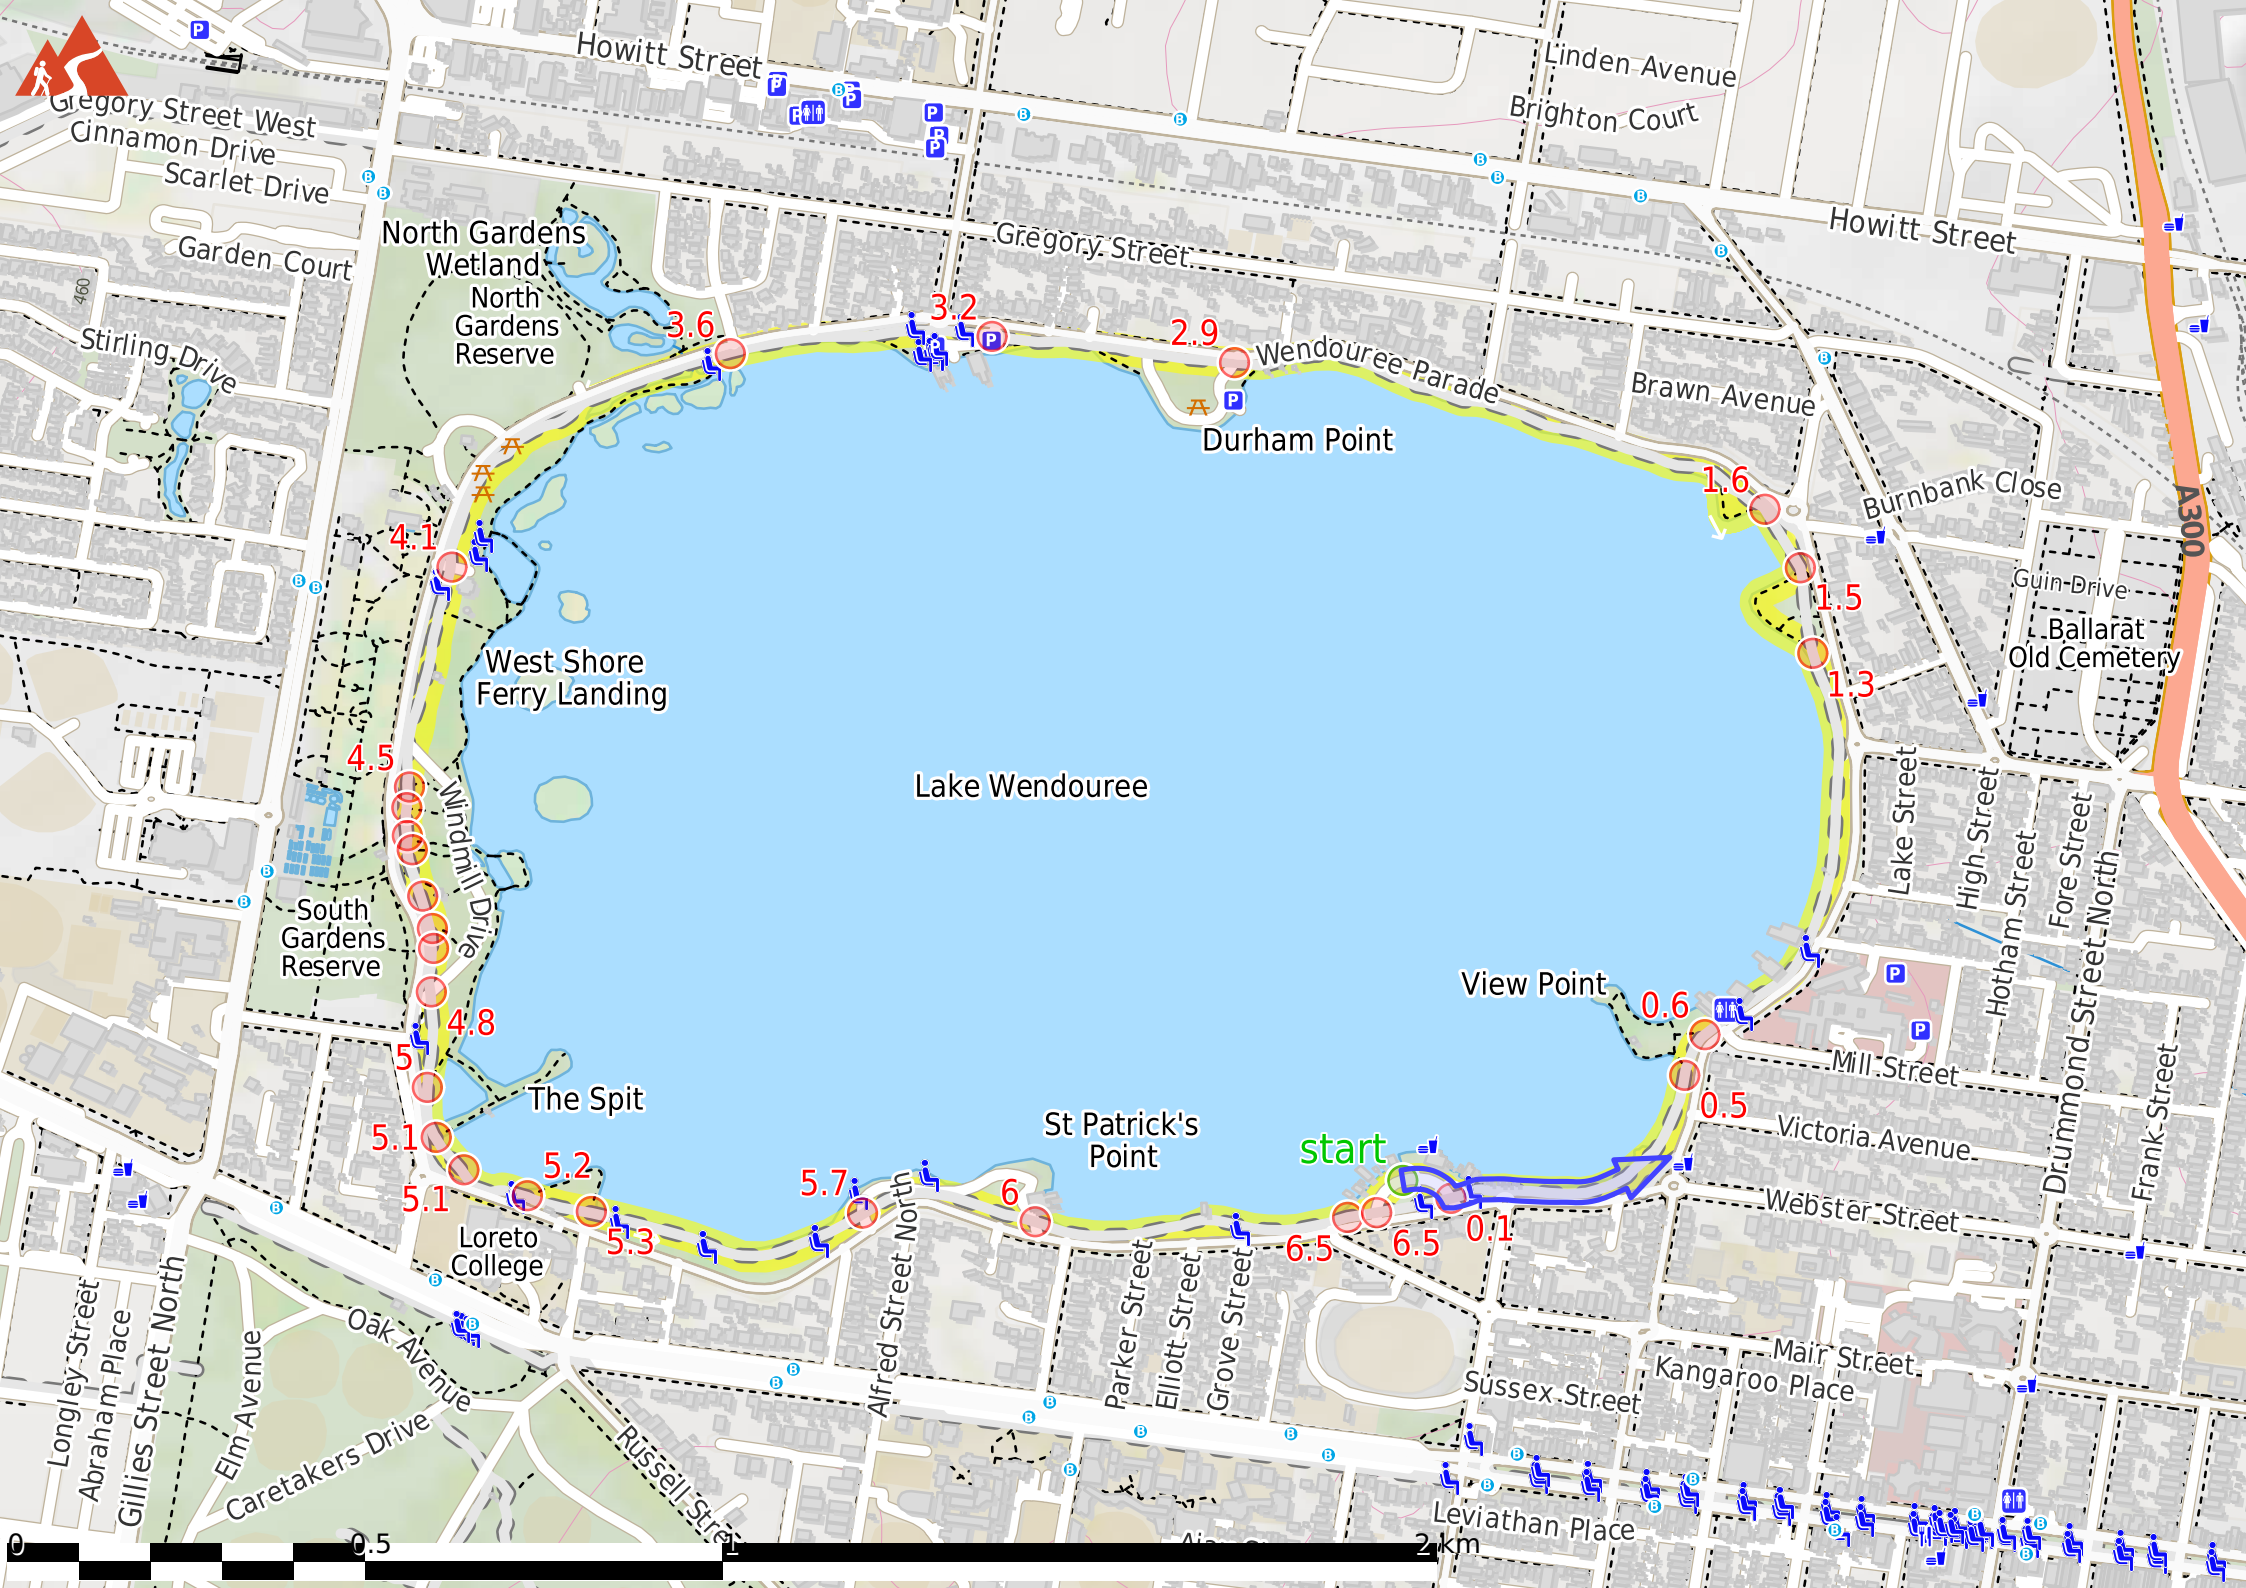 Howitt Street
Linden Avenue
Brighton Court
Gregory Street West
Cinnamon Drive
Scarlet Drive
Garden Court
460
Stirling Drive
North Gardens
Wetland
North
Gardens
Reserve
Gregory Street
Howitt Street
3.6
3.2
2.9
Wendouree Parade
Brawn Avenue
Durham Point
1.6
Burnbank Close
A300
Guin Drive
1.5
Ballarat
Old Cemetery
1.3
4.1
West Shore
Ferry Landing
4.5
Windmill Drive
Lake Wendouree
Lake Street
High Street
Hotham Street
Fore Street
Drummond Street North
Frank Street
South
Gardens
Reserve
4.8
5
View Point
0.6
0.5
Mill Street
Victoria Avenue
Webster Street
The Spit
5.1
5.1
5.2
5.3
5.7
St Patrick's
Point
6
start
6.5
6.5
0.1
Loreto
College
Alfred Street North
Parker Street
Elliott Street
Grove Street
Mair Street
Kangaroo Place
Sussex Street
Leviathan Place
Longley Street
Abraham Place
Gillies Street North
Elm Avenue
Oak Avenue
Caretakers Drive
Russell Street
0
0.5
1
2 km
P
B